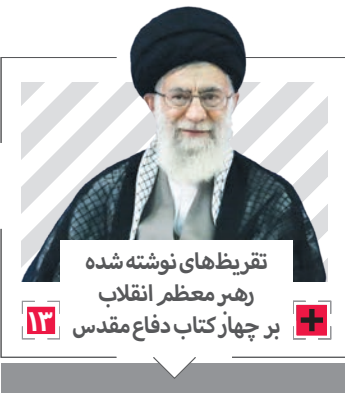 تقریظ‌های نوشته شده
رهبر معظم انقلاب
بر چهار کتاب دفاع مقدس
۱۳